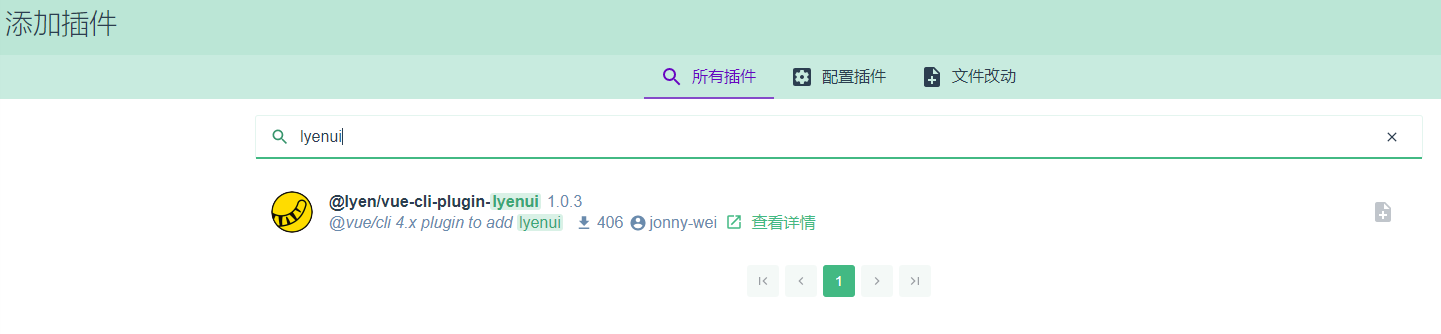 添加插件
所有插件 配置插件 文件改动
lyenui
@lyen/vue-cli-plugin-lyenui 1.0.3
@vue/cli 4.x plugin to add lyenui 406 jonny-wei 查看详情
1